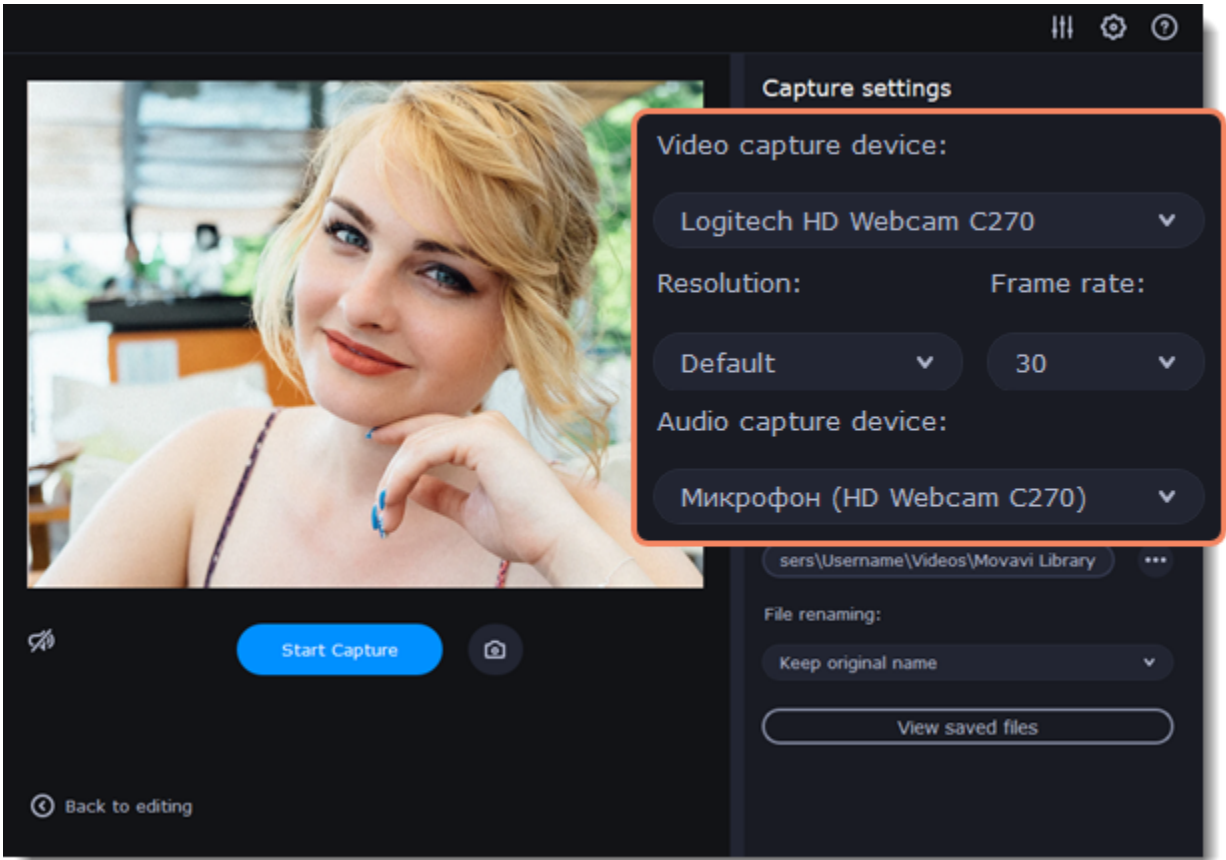 Capture settings
Video capture device:
Logitech HD Webcam C270
Resolution: Frame rate:
Default 30
Audio capture device:
Микрофон (HD Webcam C270)
sers\Username\Videos\Movavi Library
File renaming:
Keep original name
View saved files
Start Capture
Back to editing